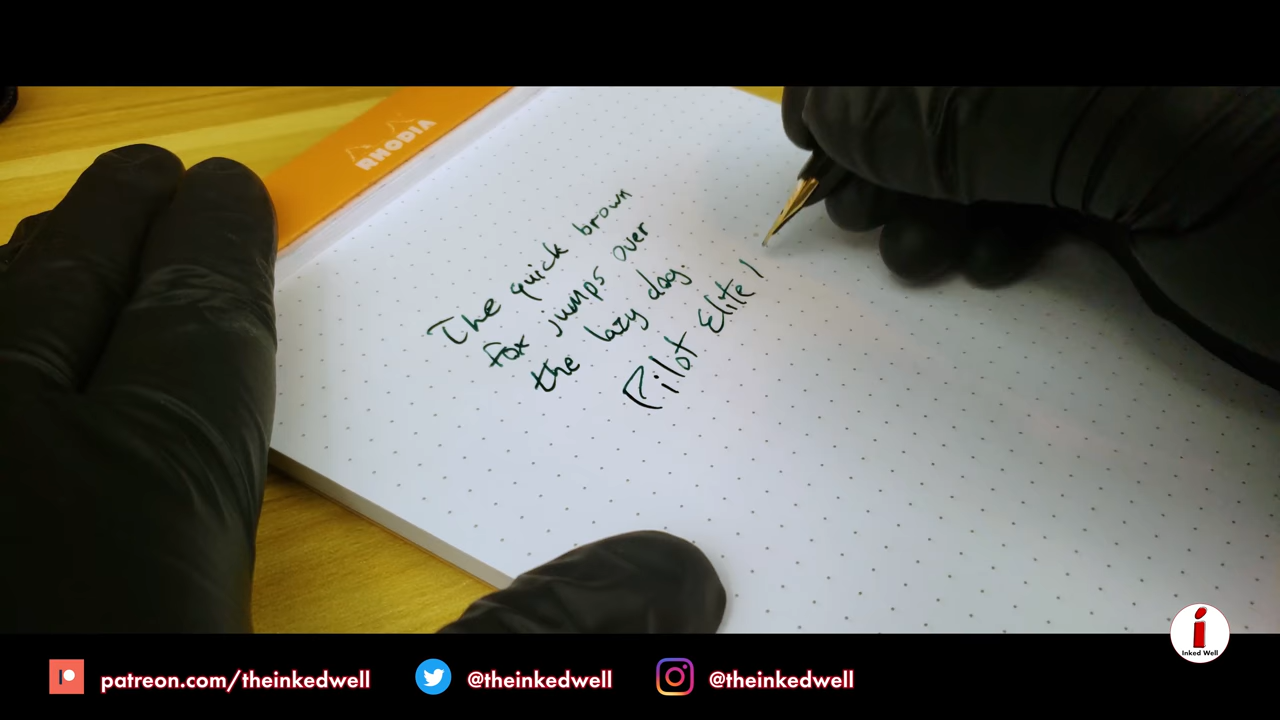 RHODIA
The quick brown
fox jumps over
the lazy dog.
Pilot Elite 1
i
Inked Well
patreon.com/theinkedwell
@theinkedwell
@theinkedwell